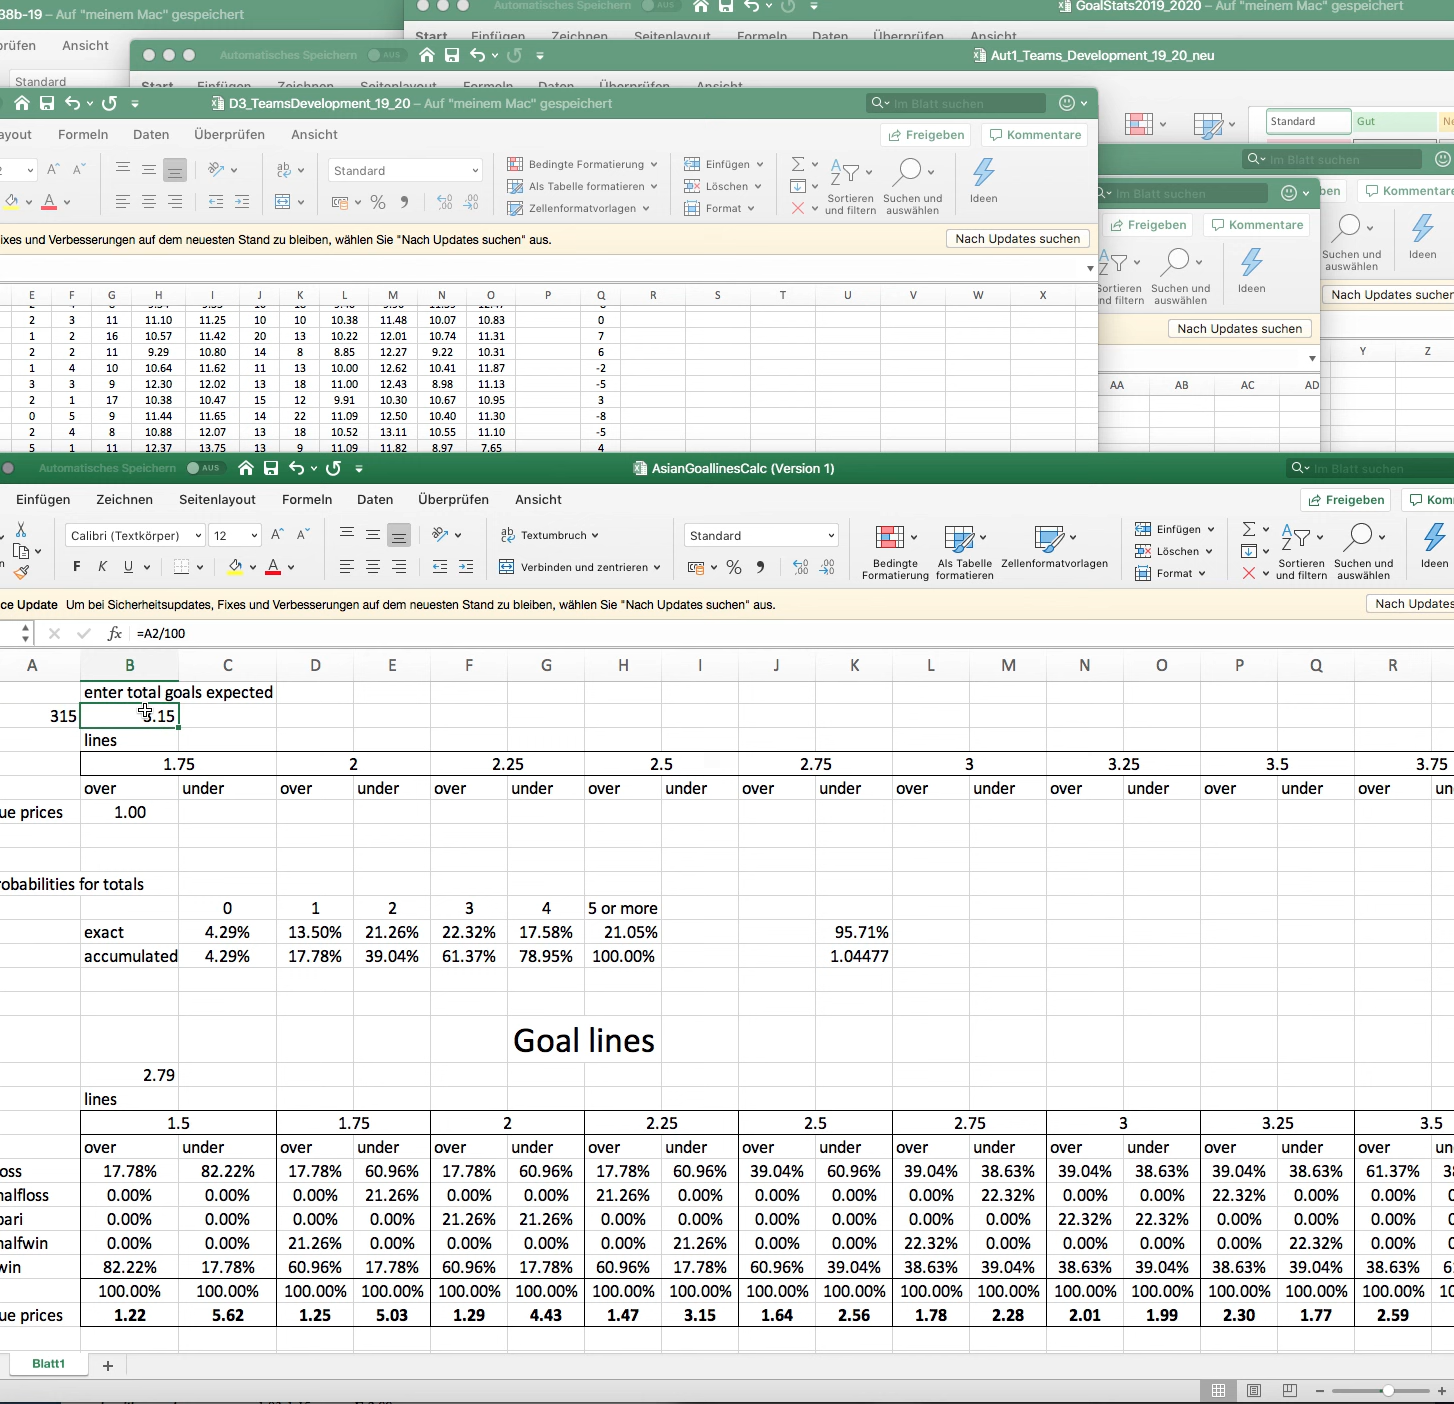 38b-19 – Auf "meinem Mac" gespeichert
Automatisches Speichern AUS
GoalStats2019_2020 – Auf "meinem Mac" gespeichert
rüfen Ansicht
Start Einfügen Zeichnen Seitenlayout Formeln Daten Überprüfen Ansicht
Automatisches Speichern AUS
Aut1_Teams_Development_19_20_neu
Standard
Start Einfügen Zeichnen Seitenlayout Formeln Daten Überprüfen Ansicht
D3_TeamsDevelopment_19_20 – Auf "meinem Mac" gespeichert
Im Blatt suchen
Standard Gut Ne
ayout Formeln Daten Überprüfen Ansicht
Freigeben Kommentare
Im Blatt suchen
Standard
Bedingte Formatierung
Als Tabelle formatieren
Zellenformatvorlagen
Einfügen
Löschen
Format
Sortieren und filtern
Suchen und auswählen
Ideen
Im Blatt suchen
ben Kommentare
Freigeben Kommentare
ortieren nd filtern
Suchen und auswählen
Ideen
Suchen und auswählen
Ideen
ixes und Verbesserungen auf dem neuesten Stand zu bleiben, wählen Sie "Nach Updates suchen" aus.
Nach Updates suchen
Nach Updates suchen
Nach Updates suchen
Y Z
AA AB AC AD
E F G H I J K L M N O P Q R S T U V W X
2 3 11 11.10 11.25 10 10 10.38 11.48 10.07 10.83 0
1 2 16 10.57 11.42 20 13 10.22 12.01 10.74 11.31 7
2 2 11 9.29 10.80 14 8 8.85 12.27 9.22 10.31 6
1 4 10 10.64 11.62 11 13 10.00 12.62 10.41 11.87 -2
3 3 9 12.30 12.02 13 18 11.00 12.43 8.98 11.13 -5
2 1 17 10.38 10.47 15 12 9.91 10.30 10.67 10.95 3
0 5 9 11.44 11.65 14 22 11.09 12.50 10.40 11.30 -8
2 4 8 10.88 12.07 13 18 10.52 13.11 10.55 11.10 -5
5 1 11 12.37 13.75 13 9 11.09 11.82 8.97 7.65 4
Automatisches Speichern AUS
AsianGoallinesCalc (Version 1)
Im Blatt suchen
Einfügen Zeichnen Seitenlayout Formeln Daten Überprüfen Ansicht
Freigeben Kom
Calibri (Textkörper) 12
Textumbruch
Standard
F K U
Verbinden und zentrieren
Bedingte Formatierung
Als Tabelle formatieren
Zellenformatvorlagen
Einfügen
Löschen
Format
Sortieren und filtern
Suchen und auswählen
Ideen
ce Update Um bei Sicherheitsupdates, Fixes und Verbesserungen auf dem neuesten Stand zu bleiben, wählen Sie "Nach Updates suchen" aus.
Nach Updates
fx =A2/100
A B C D E F G H I J K L M N O P Q R
enter total goals expected
315 3.15
lines
1.75 2 2.25 2.5 2.75 3 3.25 3.5 3.75
over under over under over under over under over under over under over under over under over un
ue prices 1.00
robabilities for totals
0 1 2 3 4 5 or more
exact 4.29% 13.50% 21.26% 22.32% 17.58% 21.05% 95.71%
accumulated 4.29% 17.78% 39.04% 61.37% 78.95% 100.00% 1.04477
Goal lines
2.79
lines
1.5 1.75 2 2.25 2.5 2.75 3 3.25 3.5
over under over under over under over under over under over under over under over under over un
oss 17.78% 82.22% 17.78% 60.96% 17.78% 60.96% 17.78% 60.96% 39.04% 60.96% 39.04% 38.63% 39.04% 38.63% 39.04% 38.63% 61.37% 38
halfloss 0.00% 0.00% 0.00% 21.26% 0.00% 0.00% 21.26% 0.00% 0.00% 0.00% 0.00% 22.32% 0.00% 0.00% 22.32% 0.00% 0.00% 0
pari 0.00% 0.00% 0.00% 0.00% 21.26% 21.26% 0.00% 0.00% 0.00% 0.00% 0.00% 0.00% 22.32% 22.32% 0.00% 0.00% 0.00% 0
halfwin 0.00% 0.00% 21.26% 0.00% 0.00% 0.00% 0.00% 21.26% 0.00% 0.00% 22.32% 0.00% 0.00% 0.00% 0.00% 22.32% 0.00% 0
win 82.22% 17.78% 60.96% 17.78% 60.96% 17.78% 60.96% 17.78% 60.96% 39.04% 38.63% 39.04% 38.63% 39.04% 38.63% 39.04% 38.63% 6
100.00% 100.00% 100.00% 100.00% 100.00% 100.00% 100.00% 100.00% 100.00% 100.00% 100.00% 100.00% 100.00% 100.00% 100.00% 100.00% 100.00% 10
ue prices 1.22 5.62 1.25 5.03 1.29 4.43 1.47 3.15 1.64 2.56 1.78 2.28 2.01 1.99 2.30 1.77 2.59
Blatt1